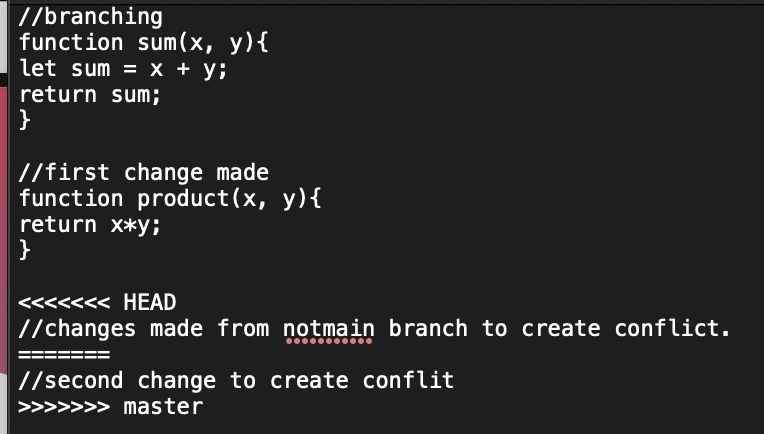 //branching
function sum(x, y){
let sum = x + y;
return sum;
}
//first change made
function product(x, y){
return x*y;
}
<<<<<<< HEAD
//changes made from notmain branch to create conflict.
=======
//second change to create conflit
>>>>>>> master